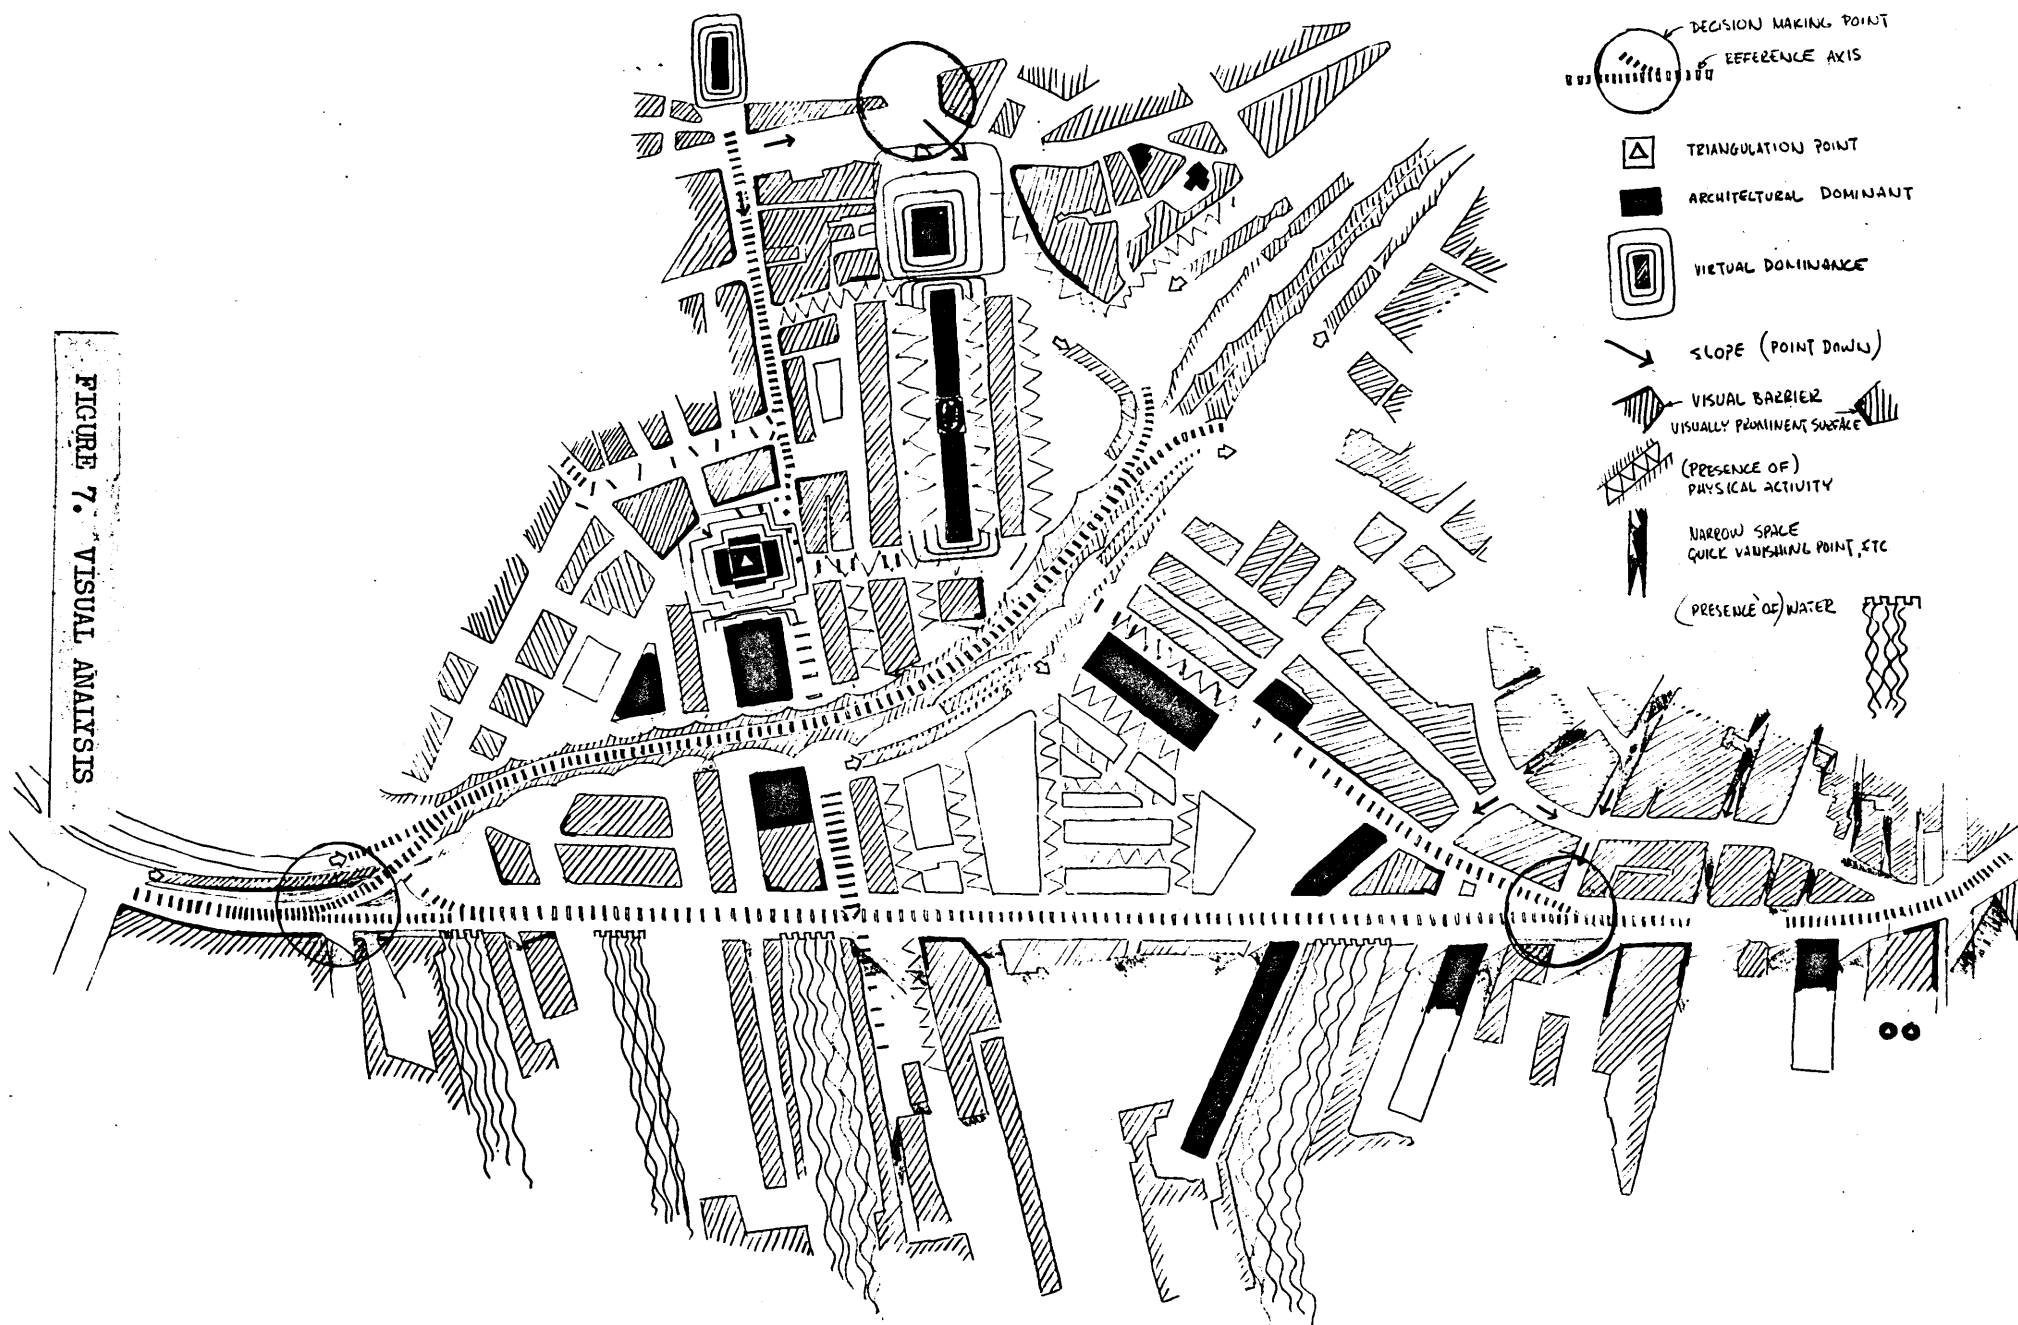 FIGURE 7. VISUAL ANALYSIS
DECISION MAKING POINT
REFERENCE AXIS
TRIANGULATION POINT
ARCHITECTURAL DOMINANT
VIRTUAL DOMINANCE
SLOPE (POINT DOWN)
VISUAL BARRIER
VISUALLY PROMINENT SURFACE
(PRESENCE OF)
PHYSICAL ACTIVITY
NARROW SPACE
QUICK VANISHING POINT, ETC
(PRESENCE OF) WATER